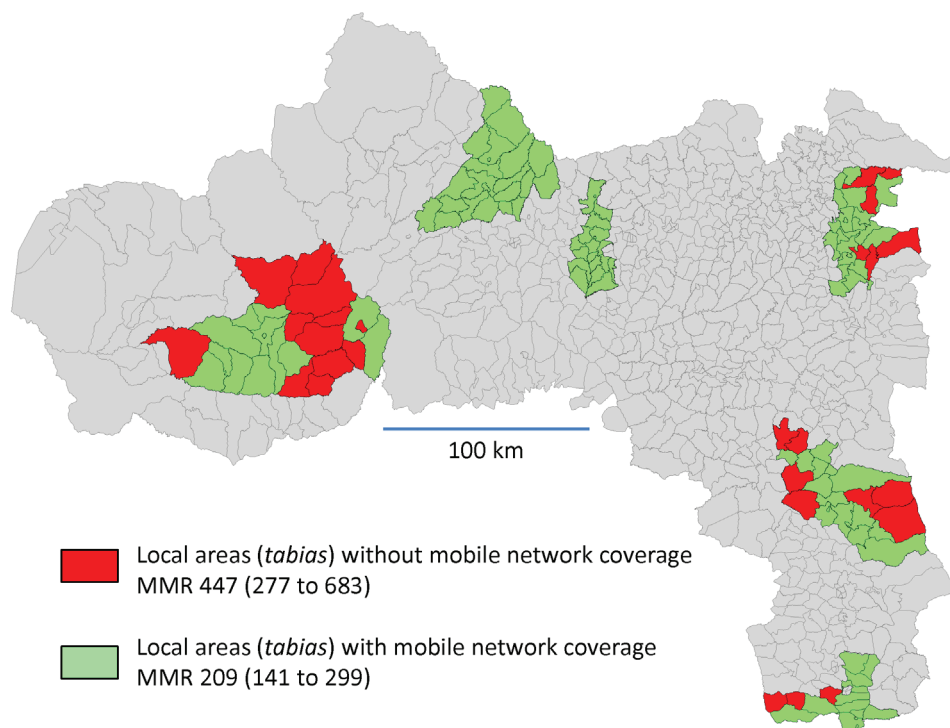 100 km
Local areas (tabias) without mobile network coverage
MMR 447 (277 to 683)
Local areas (tabias) with mobile network coverage
MMR 209 (141 to 299)